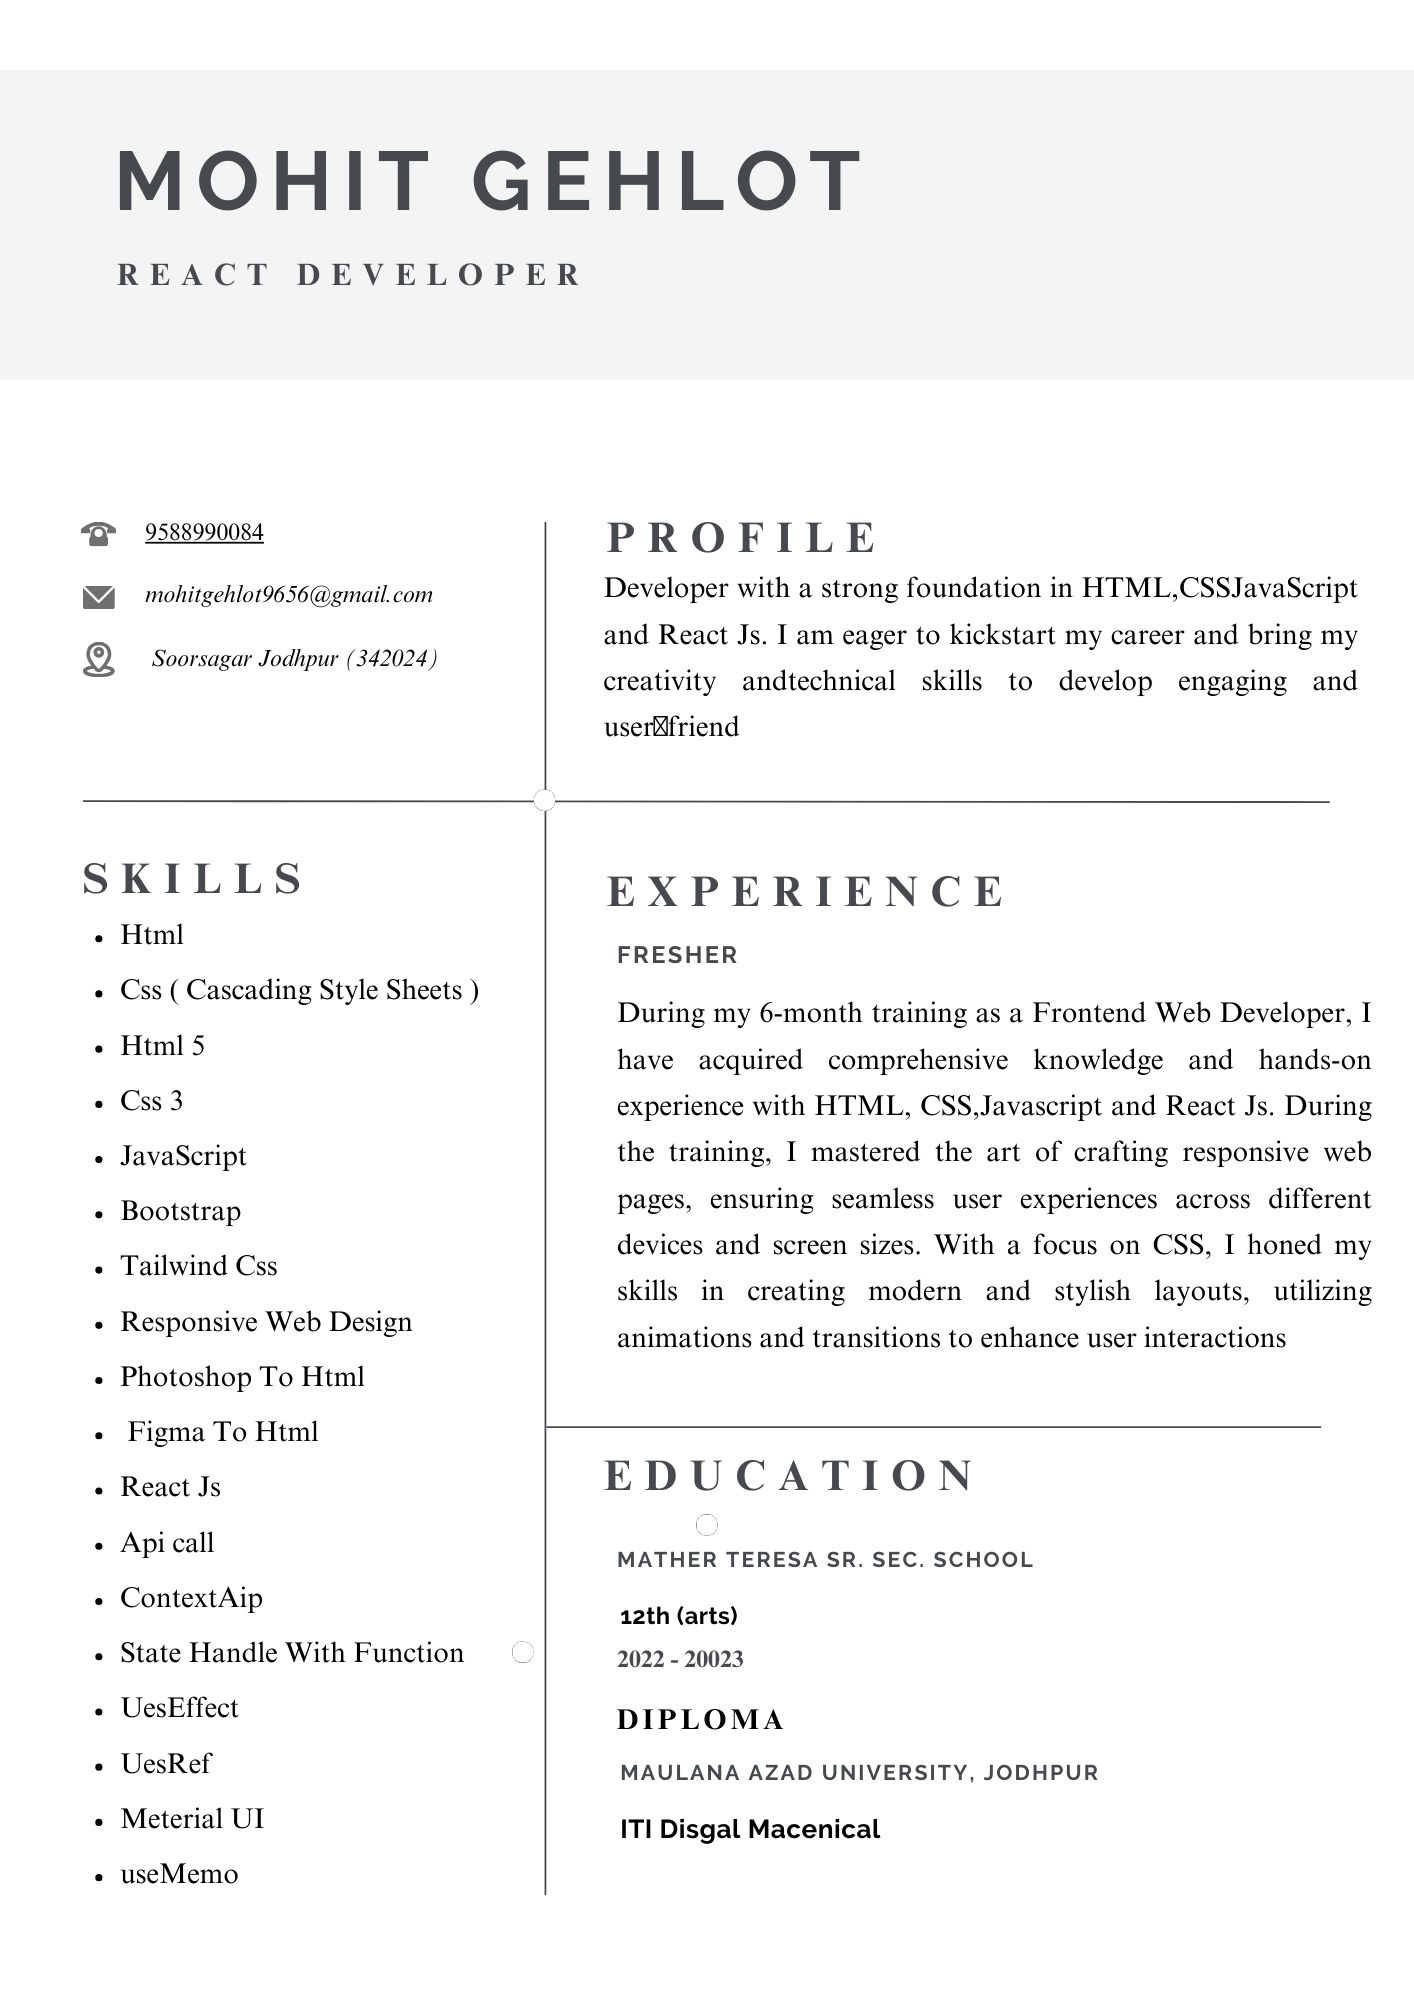 MOHIT GEHLOT
REACT DEVELOPER
9588990084
mohitgehlot9656@gmail.com
Soorsagar Jodhpur (342024)
PROFILE
Developer with a strong foundation in HTML,CSSJavaScript
and React Js. I am eager to kickstart my career and bring my
creativity andtechnical skills to develop engaging and
user￾friend
SKILLS
Html
Css ( Cascading Style Sheets )
Html 5
Css 3
JavaScript
Bootstrap
Tailwind Css
Responsive Web Design
Photoshop To Html
Figma To Html
React Js
Api call
ContextAip
State Handle With Function
UesEffect
UesRef
Meterial UI
useMemo
EXPERIENCE
FRESHER
During my 6-month training as a Frontend Web Developer, I
have acquired comprehensive knowledge and hands-on
experience with HTML, CSS,Javascript and React Js. During
the training, I mastered the art of crafting responsive web
pages, ensuring seamless user experiences across different
devices and screen sizes. With a focus on CSS, I honed my
skills in creating modern and stylish layouts, utilizing
animations and transitions to enhance user interactions
EDUCATION
MATHER TERESA SR. SEC. SCHOOL
12th (arts)
2022 - 20023
DIPLOMA
MAULANA AZAD UNIVERSITY, JODHPUR
ITI Disgal Macenical